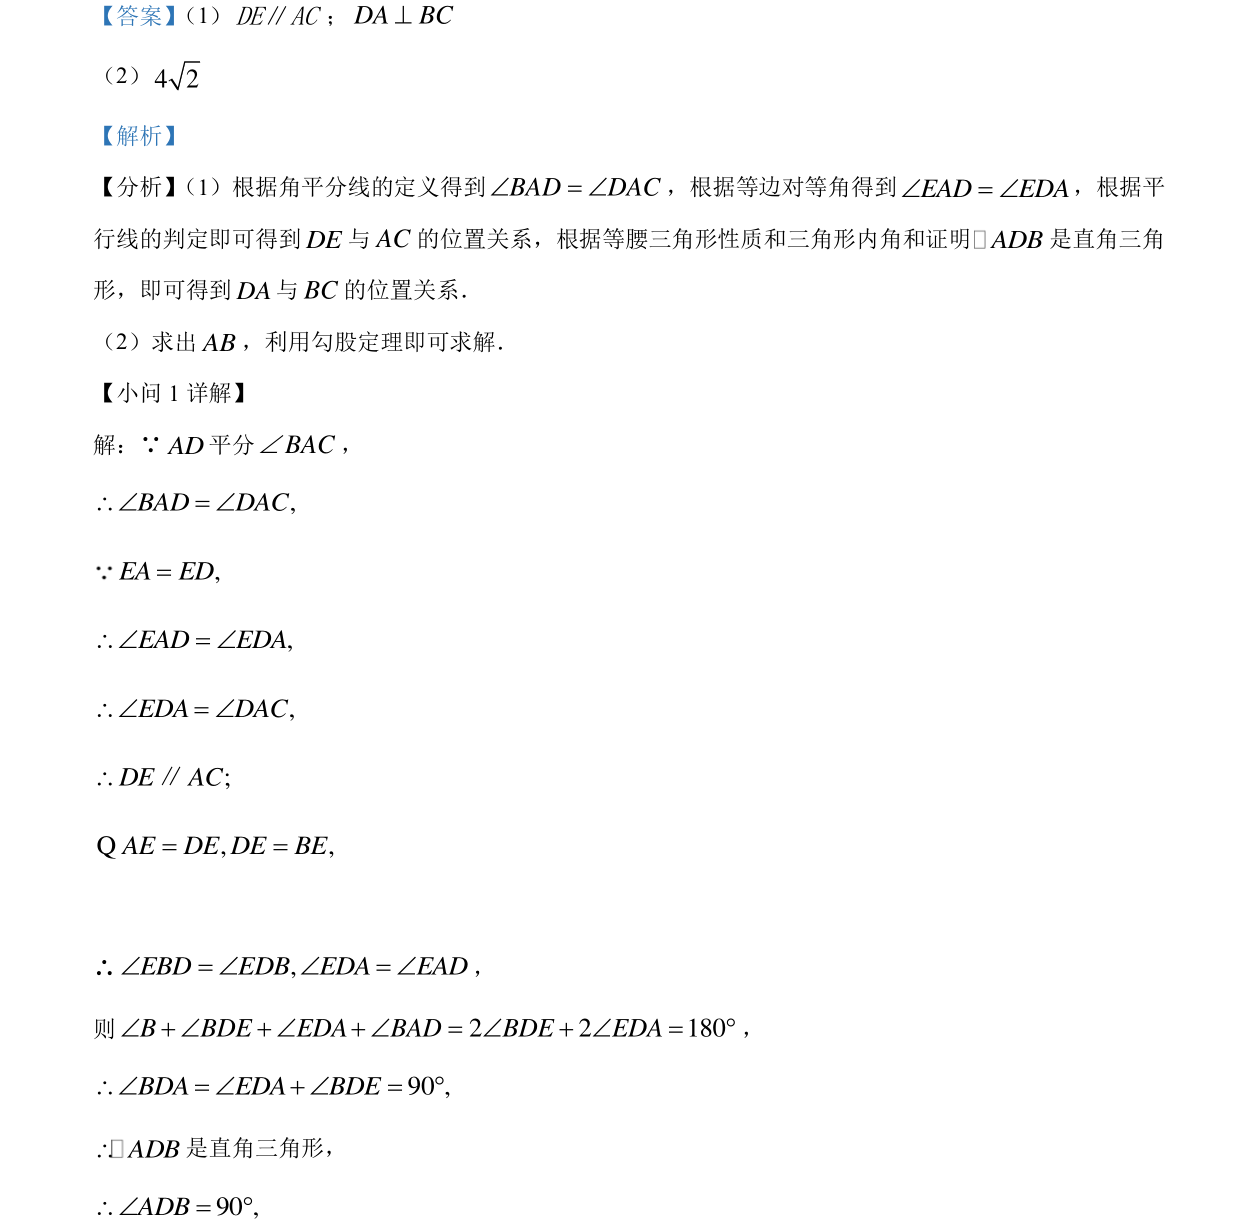 【答案】（1）DE∥AC；DA⊥BC
（2）4√2
【解析】
【分析】（1）根据角平分线的定义得到∠BAD=∠DAC，根据等边对等角得到∠EAD=∠EDA，根据平
行线的判定即可得到DE与AC的位置关系，根据等腰三角形性质和三角形内角和证明□ADB是直角三角
形，即可得到DA与BC的位置关系．
（2）求出AB，利用勾股定理即可求解．
【小问1详解】
解：∵AD平分∠BAC，
∴∠BAD=∠DAC,
∵EA=ED,
∴∠EAD=∠EDA,
∴∠EDA=∠DAC,
∴DE∥AC;
Q AE=DE,DE=BE,
∴∠EBD=∠EDB,∠EDA=∠EAD，
则∠B+∠BDE+∠EDA+∠BAD=2∠BDE+2∠EDA=180°，
∴∠BDA=∠EDA+∠BDE=90°,
∴□ADB是直角三角形，
∴∠ADB=90°,